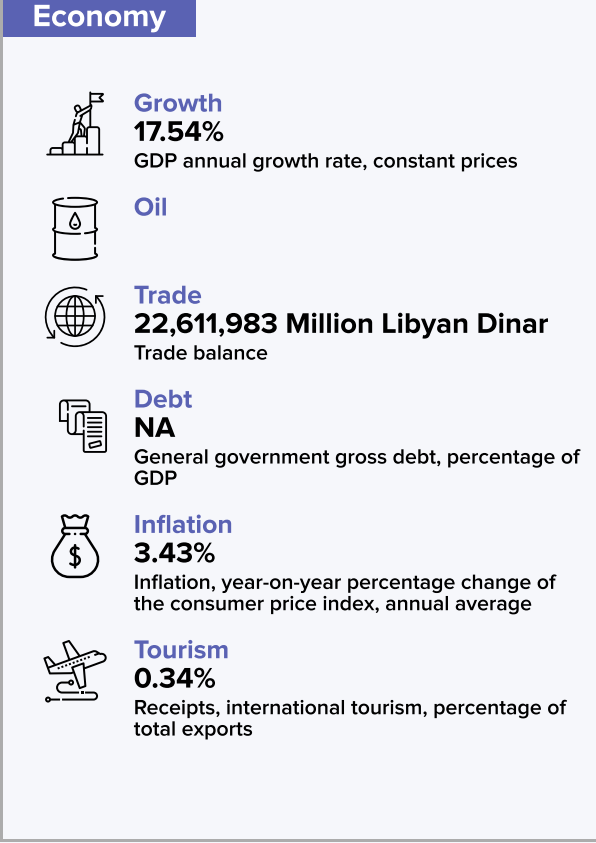 Economy
Growth
17.54%
GDP annual growth rate, constant prices
Oil
Trade
22,611,983 Million Libyan Dinar
Trade balance
Debt
NA
General government gross debt, percentage of
GDP
Inflation
$
3.43%
Inflation, year-on-year percentage change of
the consumer price index, annual average
Tourism
0.34%
Receipts, international tourism, percentage of
total exports